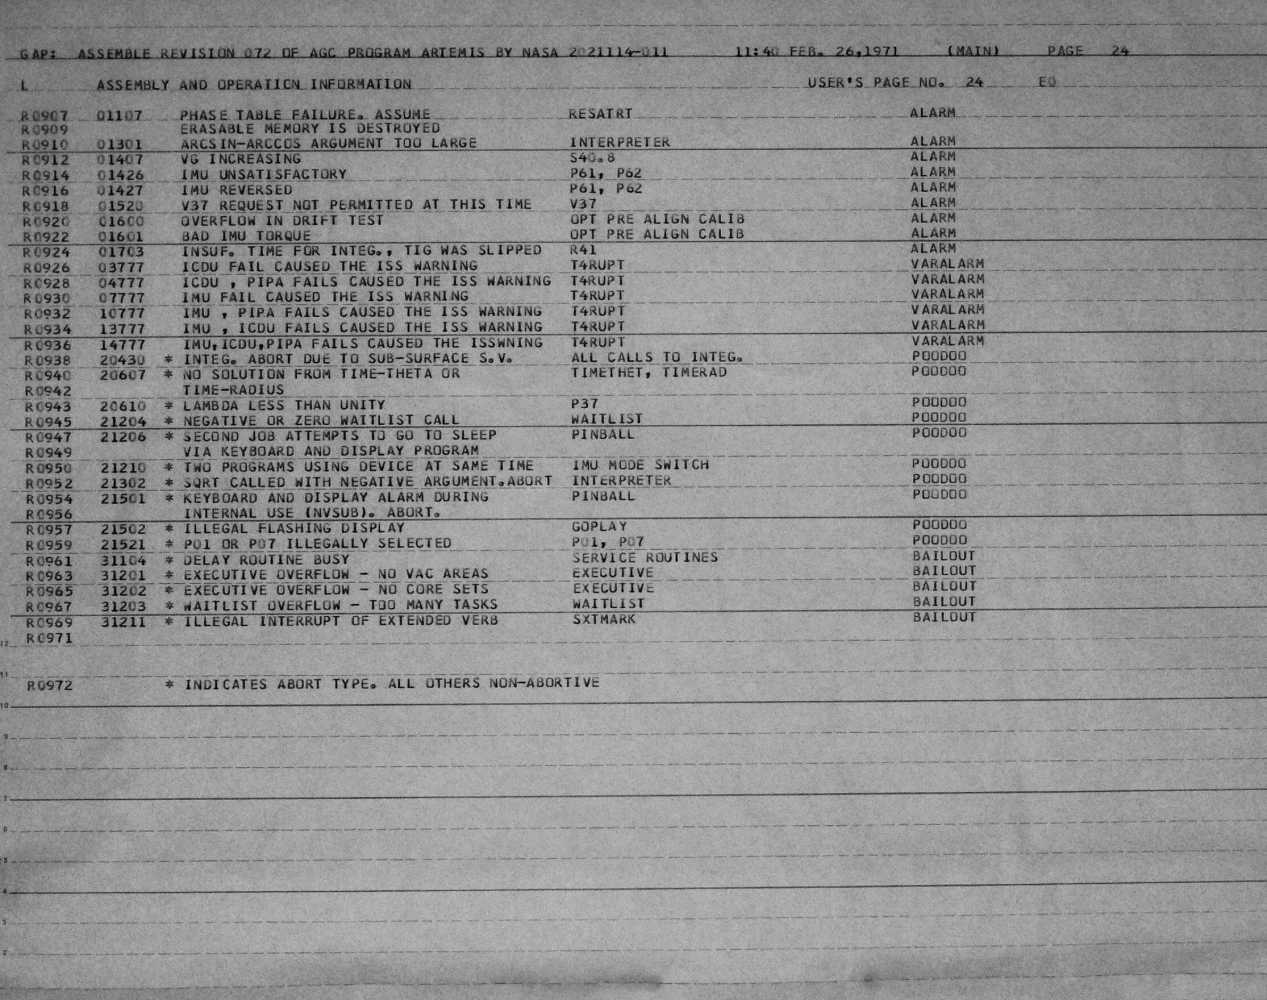 GAP: ASSEMBLE REVISION 072 OF AGC PROGRAM ARTEMIS BY NASA 2021114-011 11:40 FEB. 26,1971 (MAIN) PAGE 24
L ASSEMBLY AND OPERATION INFORMATION USER'S PAGE NO. 24 E0
R0907 01107 PHASE TABLE FAILURE. ASSUME RESATRT ALARM
R0909 ERASABLE MEMORY IS DESTROYED
R0910 01301 ARCSIN-ARCCOS ARGUMENT TOO LARGE INTERPRETER ALARM
R0912 01407 VG INCREASING S40.8 ALARM
R0914 01426 IMU UNSATISFACTORY P61, P62 ALARM
R0916 01427 IMU REVERSED P61, P62 ALARM
R0918 01520 V37 REQUEST NOT PERMITTED AT THIS TIME V37 ALARM
R0920 01600 OVERFLOW IN DRIFT TEST OPT PRE ALIGN CALIB ALARM
R0922 01601 BAD IMU TORQUE OPT PRE ALIGN CALIB ALARM
R0924 01703 INSUF. TIME FOR INTEG., TIG WAS SLIPPED R41 ALARM
R0926 03777 ICDU FAIL CAUSED THE ISS WARNING T4RUPT VARALARM
R0928 04777 ICDU , PIPA FAILS CAUSED THE ISS WARNING T4RUPT VARALARM
R0930 07777 IMU FAIL CAUSED THE ISS WARNING T4RUPT VARALARM
R0932 10777 IMU , PIPA FAILS CAUSED THE ISS WARNING T4RUPT VARALARM
R0934 13777 IMU , ICDU FAILS CAUSED THE ISS WARNING T4RUPT VARALARM
R0936 14777 IMU,ICDU,PIPA FAILS CAUSED THE ISSWNING T4RUPT VARALARM
R0938 20430 * INTEG. ABORT DUE TO SUB-SURFACE S.V. ALL CALLS TO INTEG. POODOO
R0940 20607 * NO SOLUTION FROM TIME-THETA OR TIMETHET, TIMERAD POODOO
R0942 TIME-RADIUS
R0943 20610 * LAMBDA LESS THAN UNITY P37 POODOO
R0945 21204 * NEGATIVE OR ZERO WAITLIST CALL WAITLIST POODOO
R0947 21206 * SECOND JOB ATTEMPTS TO GO TO SLEEP PINBALL POODOO
R0949 VIA KEYBOARD AND DISPLAY PROGRAM
R0950 21210 * TWO PROGRAMS USING DEVICE AT SAME TIME IMU MODE SWITCH POODOO
R0952 21302 * SQRT CALLED WITH NEGATIVE ARGUMENT.ABORT INTERPRETER POODOO
R0954 21501 * KEYBOARD AND DISPLAY ALARM DURING PINBALL POODOO
R0956 INTERNAL USE (NVSUB). ABORT.
R0957 21502 * ILLEGAL FLASHING DISPLAY GOPLAY POODOO
R0959 21521 * P01 OR P07 ILLEGALLY SELECTED P01, P07 POODOO
R0961 31104 * DELAY ROUTINE BUSY SERVICE ROUTINES BAILOUT
R0963 31201 * EXECUTIVE OVERFLOW - NO VAC AREAS EXECUTIVE BAILOUT
R0965 31202 * EXECUTIVE OVERFLOW - NO CORE SETS EXECUTIVE BAILOUT
R0967 31203 * WAITLIST OVERFLOW - TOO MANY TASKS WAITLIST BAILOUT
R0969 31211 * ILLEGAL INTERRUPT OF EXTENDED VERB SXTMARK BAILOUT
12 R0971
11
R0972 * INDICATES ABORT TYPE. ALL OTHERS NON-ABORTIVE
10
9
8
7
6
5
4
3
2